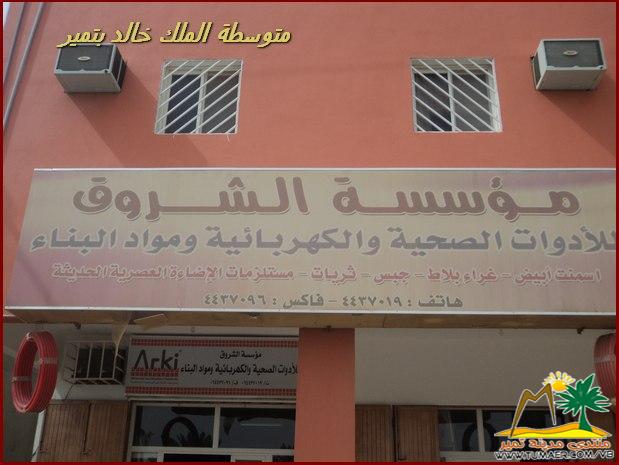 متوسطة الملك خالد بتمير
مؤسسة الشروق
للأدوات الصحية والكهربائية ومواد البناء
اسمنت أبيض - غراء بلاط - جبس - ثريات - مستلزمات الإضاءة العصرية الحديثة
هاتف : ٤٤٣٧٠١٩ - فاكس : ٤٤٣٧٠٩٦
Arki
مؤسسة الشروق
للأدوات الصحية والكهربائية ومواد البناء
منتدى مدينة تمير
WWW.TUMAER.COM/VB